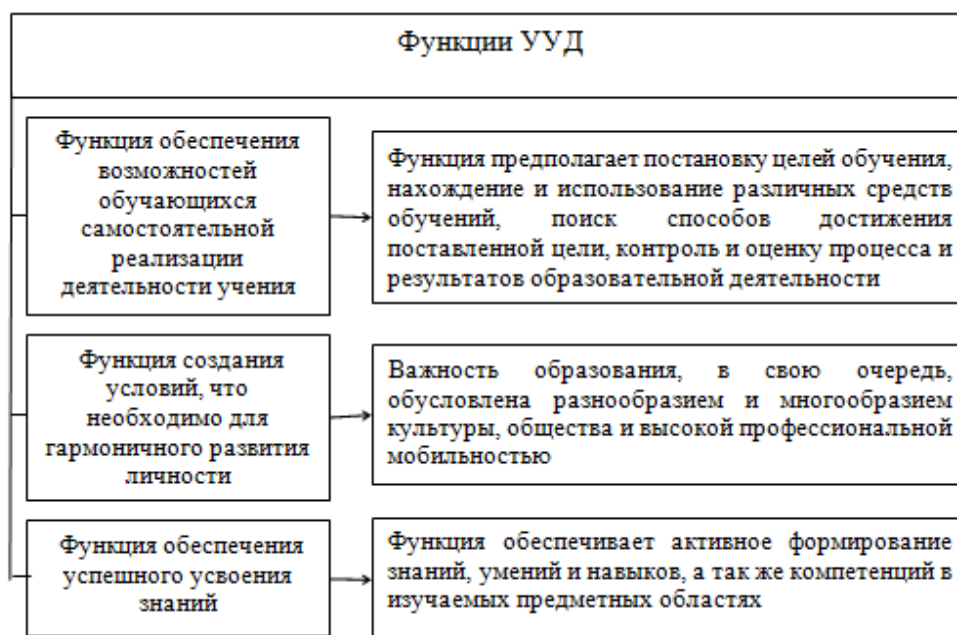 Функции УУД
Функция обеспечения
возможностей
обучающихся
самостоятельной
реализации
деятельности учения
Функция предполагает постановку целей обучения,
нахождение и использование различных средств
обучений, поиск способов достижения
поставленной цели, контроль и оценку процесса и
результатов образовательной деятельности
Функция создания
условий, что
необходимо для
гармоничного развития
личности
Важность образования, в свою очередь,
обусловлена разнообразием и многообразием
культуры, общества и высокой профессиональной
мобильностью
Функция обеспечения
успешного усвоения
знаний
Функция обеспечивает активное формирование
знаний, умений и навыков, а так же компетенций в
изучаемых предметных областях